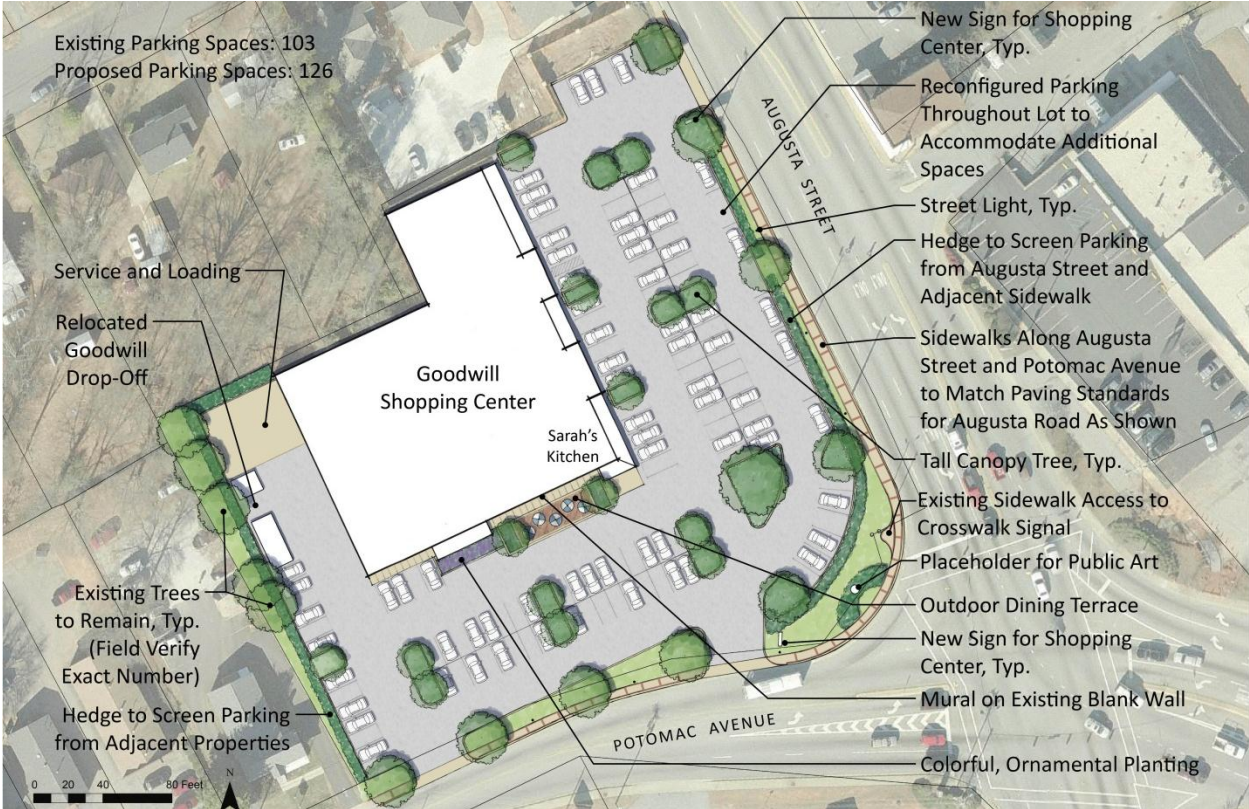 Existing Parking Spaces: 103
Proposed Parking Spaces: 126
Service and Loading
Relocated
Goodwill
Drop-Off
Existing Trees
to Remain, Typ.
(Field Verify
Exact Number)
Hedge to Screen Parking
from Adjacent Properties
0 20 40 80 Feet
N
Goodwill
Shopping Center
Sarah's
Kitchen
AUGUSTA STREET
POTOMAC AVENUE
New Sign for Shopping
Center, Typ.
Reconfigured Parking
Throughout Lot to
Accommodate Additional
Spaces
Street Light, Typ.
Hedge to Screen Parking
from Augusta Street and
Adjacent Sidewalk
Sidewalks Along Augusta
Street and Potomac Avenue
to Match Paving Standards
for Augusta Road As Shown
Tall Canopy Tree, Typ.
Existing Sidewalk Access to
Crosswalk Signal
Placeholder for Public Art
Outdoor Dining Terrace
New Sign for Shopping
Center, Typ.
Mural on Existing Blank Wall
Colorful, Ornamental Planting